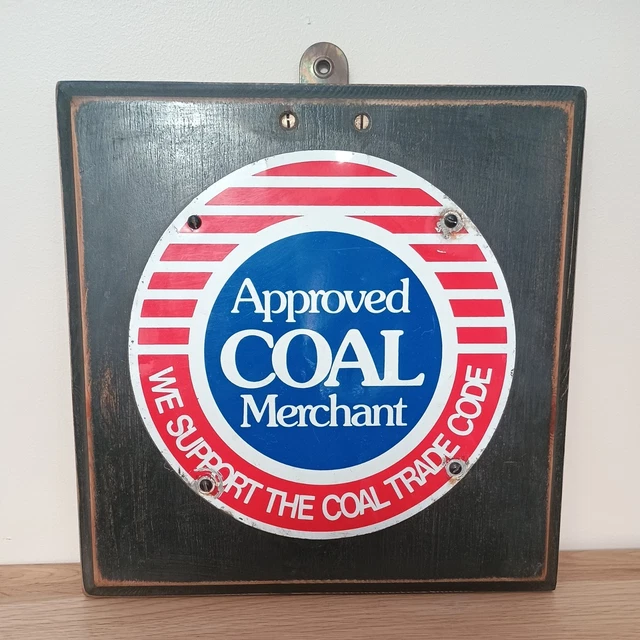 Approved
COAL
Merchant
WE SUPPORT THE COAL TRADE CODE